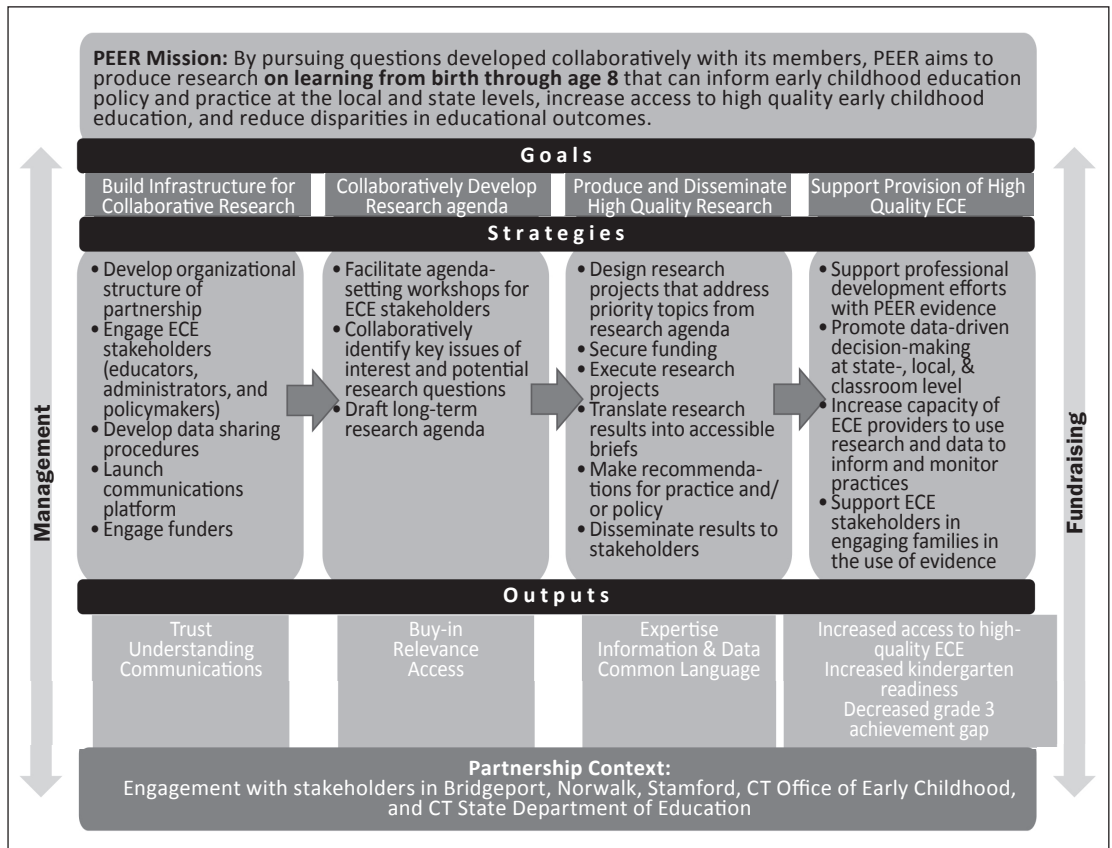 PEER Mission: By pursuing questions developed collaboratively with its members, PEER aims to
produce research on learning from birth through age 8 that can inform early childhood education
policy and practice at the local and state levels, increase access to high quality early childhood
education, and reduce disparities in educational outcomes.
Goals
Build Infrastructure for
Collaborative Research
Collaboratively Develop
Research agenda
Produce and Disseminate
High Quality Research
Support Provision of High
Quality ECE
Strategies
• Develop organizational
structure of
partnership
• Engage ECE
stakeholders
(educators,
administrators, and
policymakers)
• Develop data sharing
procedures
• Launch
communications
platform
• Engage funders
• Facilitate agenda-
setting workshops for
ECE stakeholders
• Collaboratively
identify key issues of
interest and potential
research questions
• Draft long-term
research agenda
• Design research
projects that address
priority topics from
research agenda
• Secure funding
• Execute research
projects
• Translate research
results into accessible
briefs
• Make recommenda-
tions for practice and/
or policy
• Disseminate results to
stakeholders
• Support professional
development efforts
with PEER evidence
• Promote data-driven
decision-making
at state-, local, &
classroom level
• Increase capacity of
ECE providers to use
research and data to
inform and monitor
practices
• Support ECE
stakeholders in
engaging families in
the use of evidence
Management
Fundraising
Outputs
Trust
Understanding
Communications
Buy-in
Relevance
Access
Expertise
Information & Data
Common Language
Increased access to high-
quality ECE
Increased kindergarten
readiness
Decreased grade 3
achievement gap
Partnership Context:
Engagement with stakeholders in Bridgeport, Norwalk, Stamford, CT Office of Early Childhood,
and CT State Department of Education